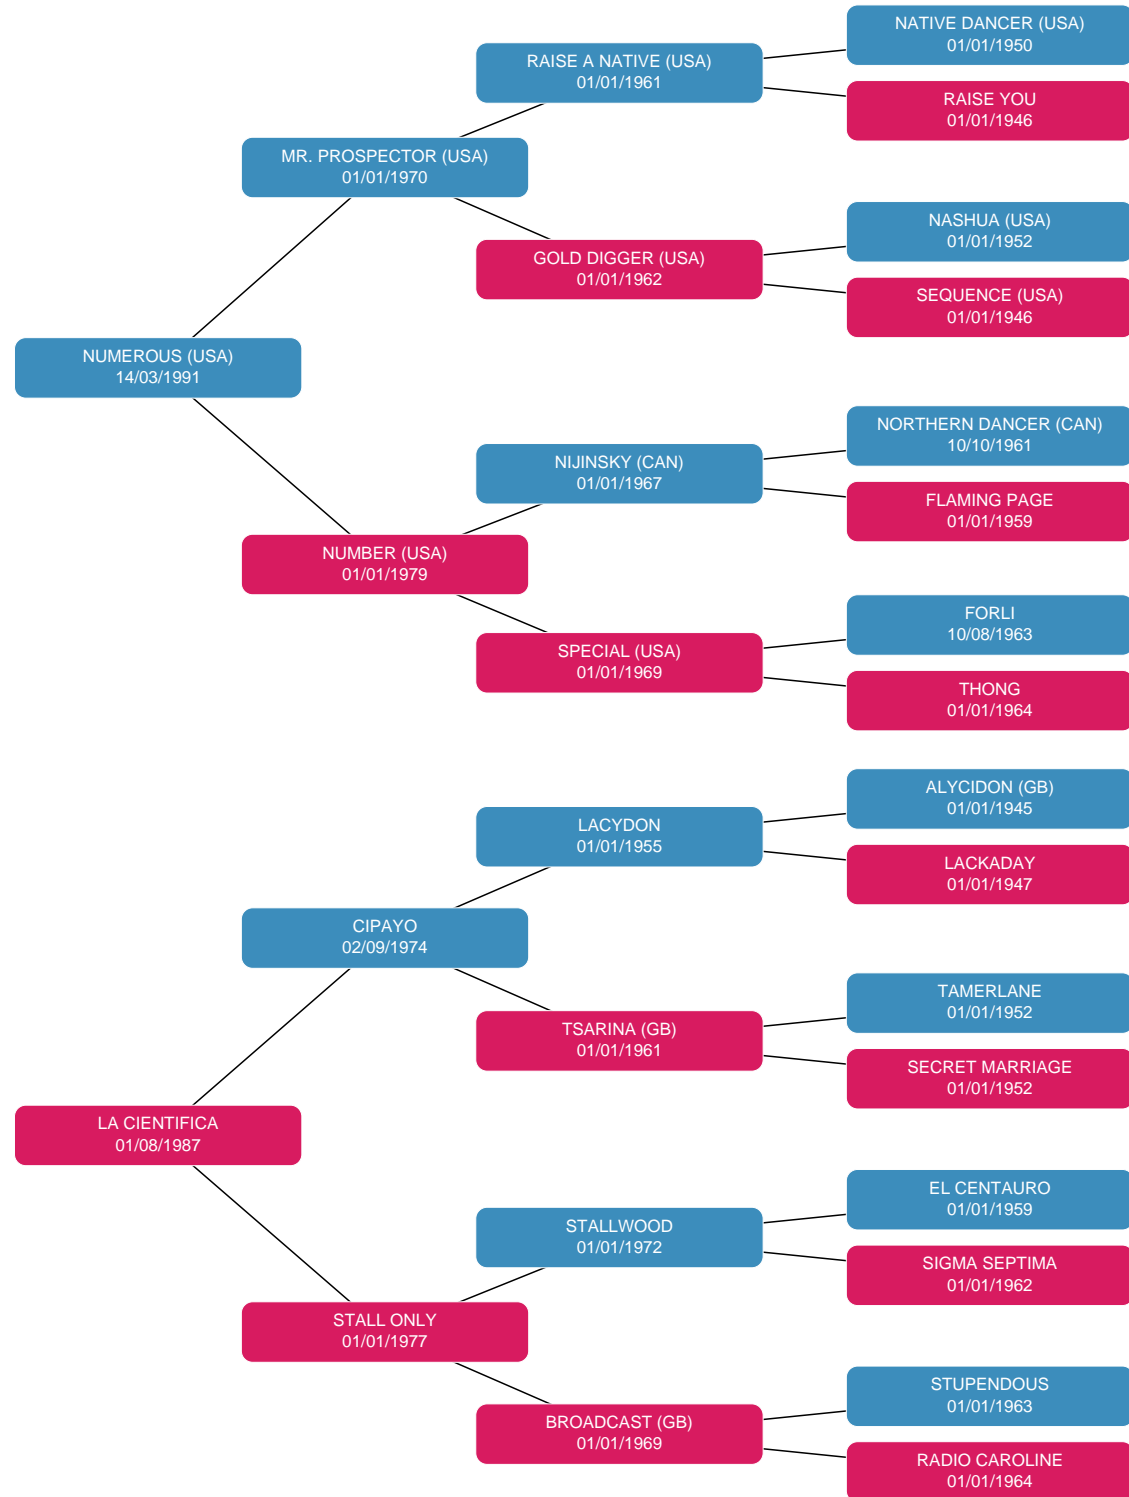 NATIVE DANCER (USA)
01/01/1950
RAISE A NATIVE (USA)
01/01/1961
RAISE YOU
01/01/1946
MR. PROSPECTOR (USA)
01/01/1970
NASHUA (USA)
01/01/1952
GOLD DIGGER (USA)
01/01/1962
SEQUENCE (USA)
01/01/1946
NUMEROUS (USA)
14/03/1991
NORTHERN DANCER (CAN)
10/10/1961
NIJINSKY (CAN)
01/01/1967
FLAMING PAGE
01/01/1959
NUMBER (USA)
01/01/1979
FORLI
10/08/1963
SPECIAL (USA)
01/01/1969
THONG
01/01/1964
ALYCIDON (GB)
01/01/1945
LACYDON
01/01/1955
LACKADAY
01/01/1947
CIPAYO
02/09/1974
TAMERLANE
01/01/1952
TSARINA (GB)
01/01/1961
SECRET MARRIAGE
01/01/1952
LA CIENTIFICA
01/08/1987
EL CENTAURO
01/01/1959
STALLWOOD
01/01/1972
SIGMA SEPTIMA
01/01/1962
STALL ONLY
01/01/1977
STUPENDOUS
01/01/1963
BROADCAST (GB)
01/01/1969
RADIO CAROLINE
01/01/1964